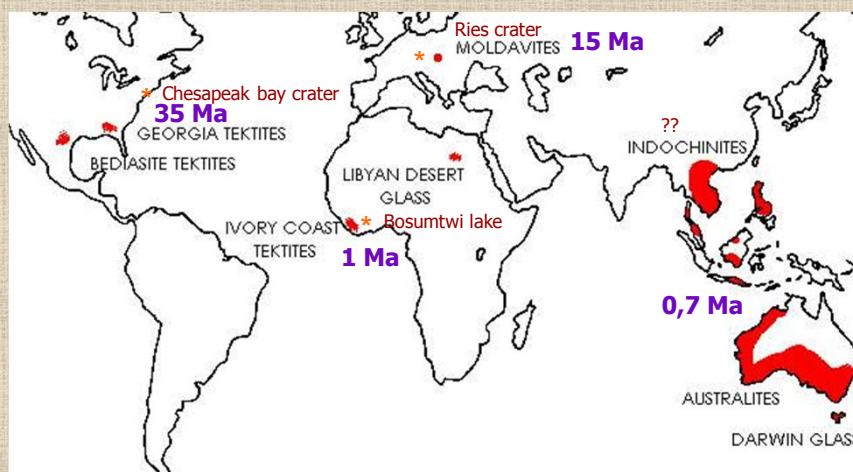 Ries crater
MOLDAVITES 15 Ma
Chesapeak bay crater
35 Ma
GEORGIA TEKTITES
BEDIASITE TEKTITES
??
INDOCHINITES
LIBYAN DESERT
GLASS
IVORY COAST
TEKTITES
Bosumtwi lake
1 Ma
0,7 Ma
AUSTRALITES
DARWIN GLASS